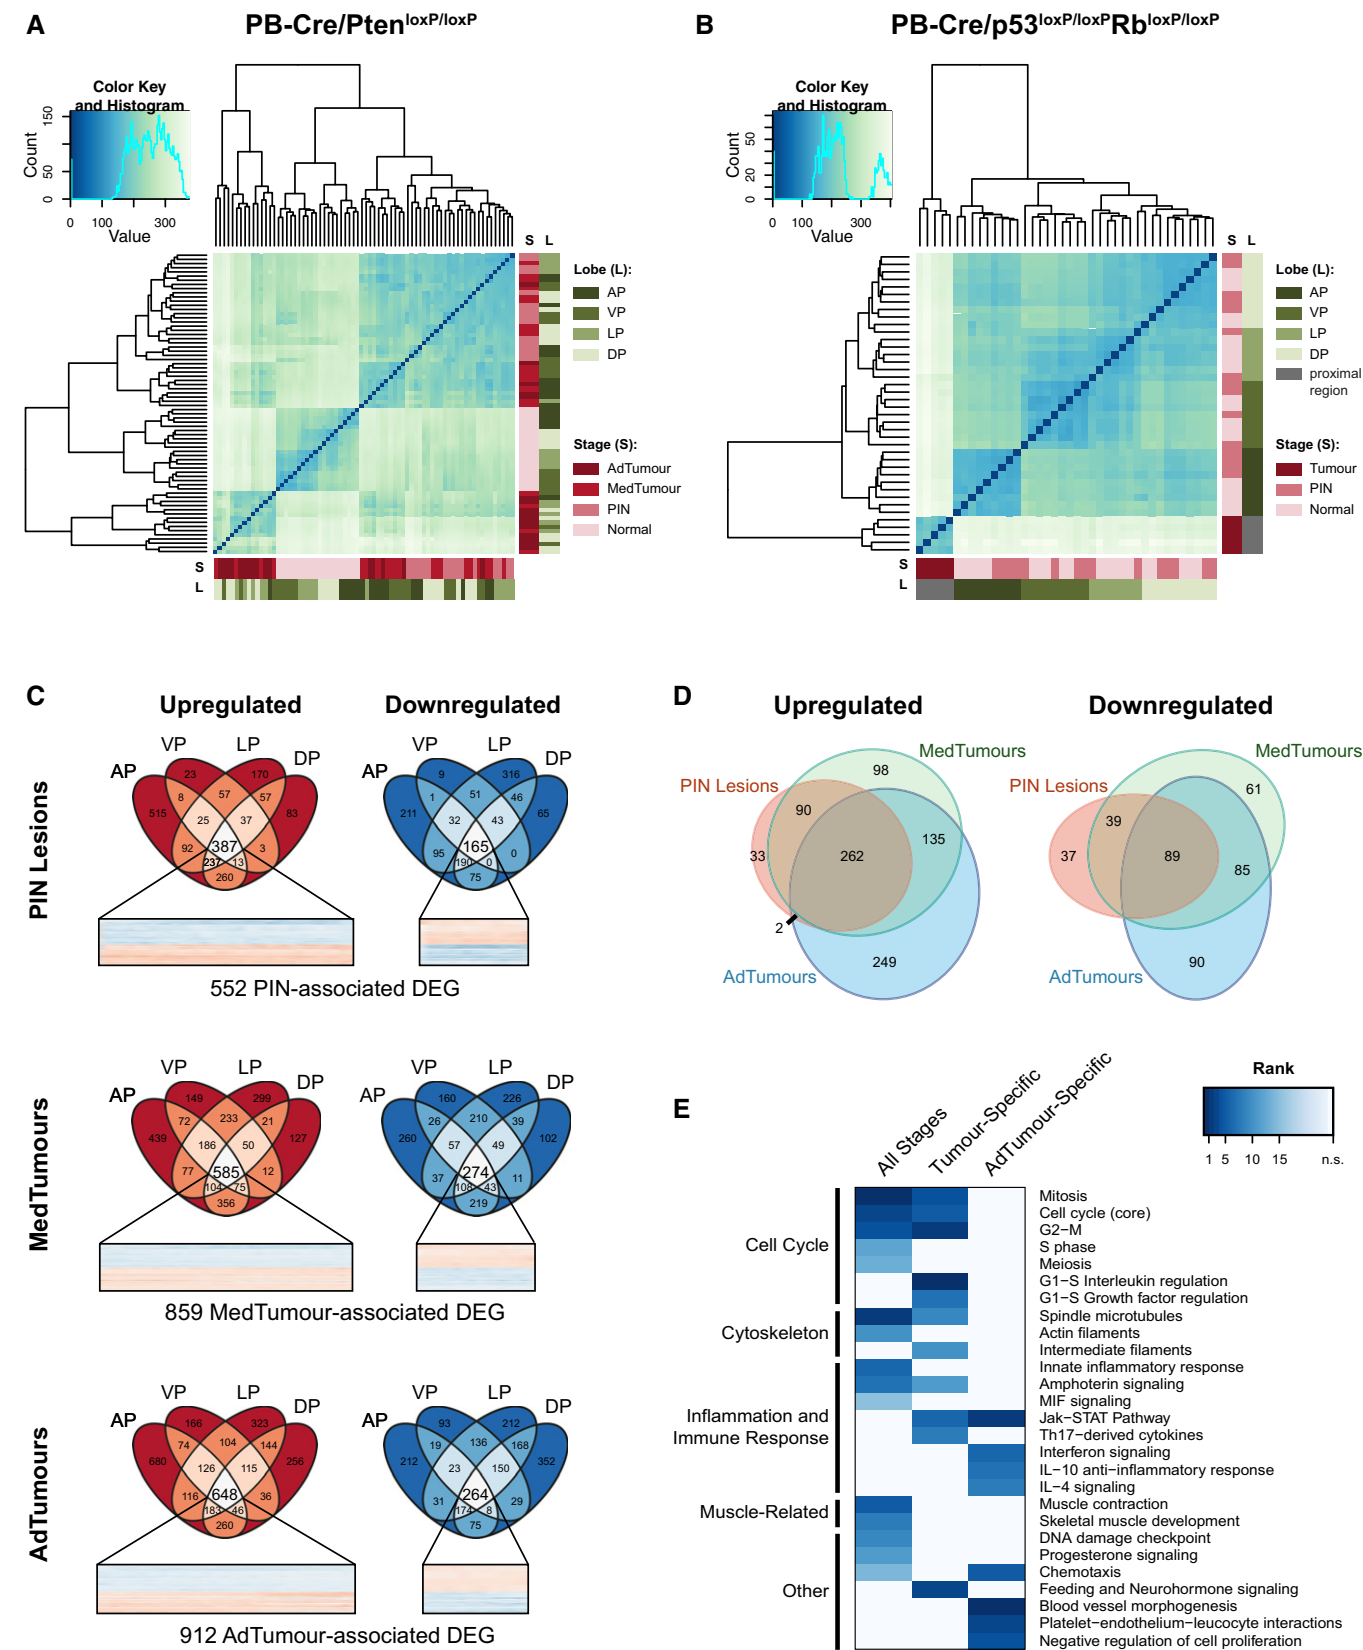 A
PB-Cre/Pten^loxP/loxP
Color Key
and Histogram
Count
0 50 150
0 100 300
Value
S L
Lobe (L):
AP
VP
LP
DP
Stage (S):
AdTumour
MedTumour
PIN
Normal
S
L
B
PB-Cre/p53^loxP/loxP Rb^loxP/loxP
Color Key
and Histogram
Count
0 20 50
0 100 300
Value
S L
Lobe (L):
AP
VP
LP
DP
proximal
region
Stage (S):
Tumour
PIN
Normal
S
L
C
Upregulated
Downregulated
PIN Lesions
AP VP LP DP
23 170
515 8 57 57 83
25 37
92 387 3
237 13
260
AP VP LP DP
9 316
211 1 51 46 65
32 43
95 165 0
190 0
75
552 PIN-associated DEG
MedTumours
AP VP LP DP
149 299
439 72 233 21 127
186 50
77 585 12
104 75
356
AP VP LP DP
160 226
260 26 210 39 102
57 49
37 274 11
108 43
219
859 MedTumour-associated DEG
AdTumours
AP VP LP DP
166 323
680 74 104 144 256
126 115
116 648 36
183 46
260
AP VP LP DP
93 212
212 19 136 168 352
23 150
31 264 29
174 8
75
912 AdTumour-associated DEG
D
Upregulated
MedTumours
PIN Lesions
98
90
135
33
262
2
249
AdTumours
Downregulated
MedTumours
PIN Lesions
61
39
37
89
85
90
AdTumours
E
All Stages
Tumour-Specific
AdTumour-Specific
Rank
1 5 10 15 n.s.
Cell Cycle
Cytoskeleton
Inflammation and
Immune Response
Muscle-Related
Other
Mitosis
Cell cycle (core)
G2−M
S phase
Meiosis
G1−S Interleukin regulation
G1−S Growth factor regulation
Spindle microtubules
Actin filaments
Intermediate filaments
Innate inflammatory response
Amphoterin signaling
MIF signaling
Jak−STAT Pathway
Th17−derived cytokines
Interferon signaling
IL−10 anti−inflammatory response
IL−4 signaling
Muscle contraction
Skeletal muscle development
DNA damage checkpoint
Progesterone signaling
Chemotaxis
Feeding and Neurohormone signaling
Blood vessel morphogenesis
Platelet−endothelium−leucocyte interactions
Negative regulation of cell proliferation